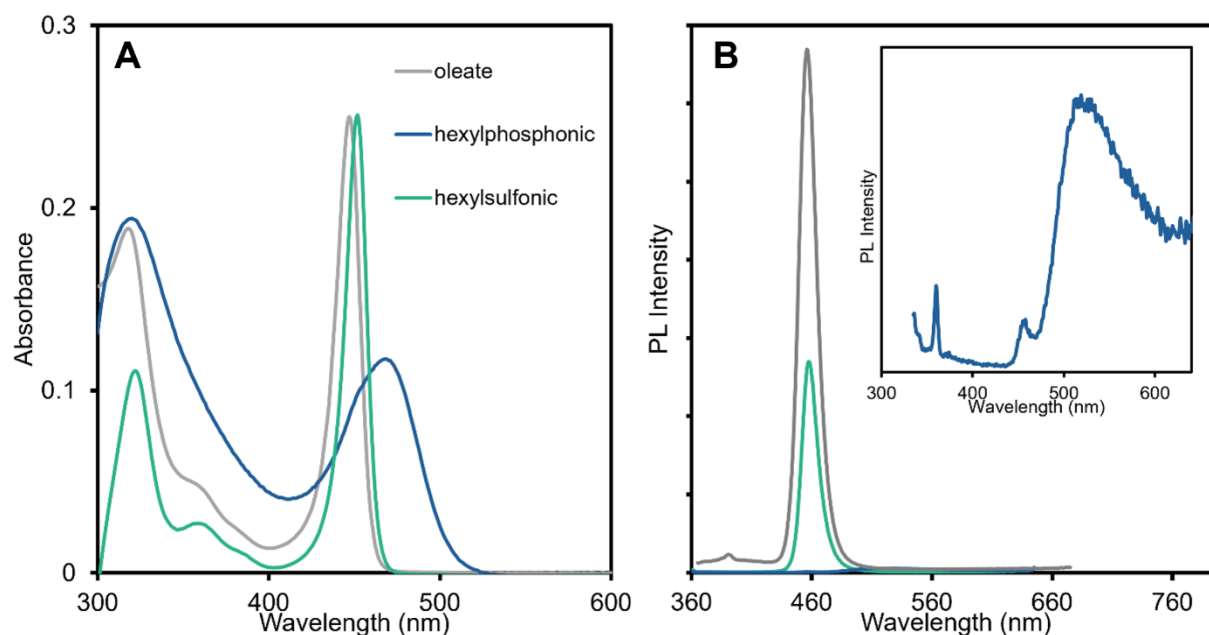 A
0.3
0.2
0.1
0
Absorbance
oleate
hexylphosphonic
hexylsulfonic
300
400
500
600
Wavelength (nm)
B
PL Intensity
360
460
560
660
760
Wavelength (nm)
PL Intensity
300
400
500
600
Wavelength (nm)